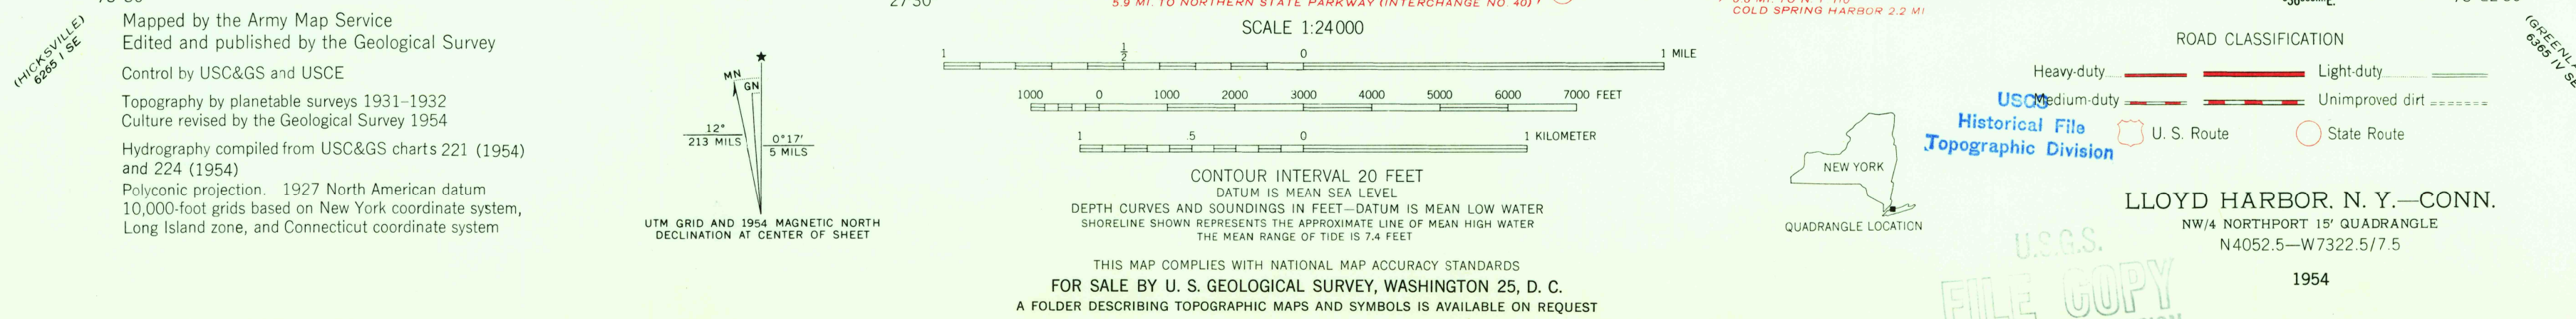 (HICKSVILLE)
6265 I SE
Mapped by the Army Map Service
Edited and published by the Geological Survey
Control by USC&GS and USCE
Topography by planetable surveys 1931–1932
Culture revised by the Geological Survey 1954
Hydrography compiled from USC&GS charts 221 (1954)
and 224 (1954)
Polyconic projection. 1927 North American datum
10,000-foot grids based on New York coordinate system,
Long Island zone, and Connecticut coordinate system
2730
MN
GN
12°
213 MILS
0°17′
5 MILS
UTM GRID AND 1954 MAGNETIC NORTH
DECLINATION AT CENTER OF SHEET
5.9 MI. TO NORTHERN STATE PARKWAY (INTERCHANGE NO. 40)
COLD SPRING HARBOR 2.2 MI
SCALE 1:24000
1 ½ 0 1 MILE
1000 0 1000 2000 3000 4000 5000 6000 7000 FEET
1 .5 0 1 KILOMETER
CONTOUR INTERVAL 20 FEET
DATUM IS MEAN SEA LEVEL
DEPTH CURVES AND SOUNDINGS IN FEET—DATUM IS MEAN LOW WATER
SHORELINE SHOWN REPRESENTS THE APPROXIMATE LINE OF MEAN HIGH WATER
THE MEAN RANGE OF TIDE IS 7.4 FEET
THIS MAP COMPLIES WITH NATIONAL MAP ACCURACY STANDARDS
FOR SALE BY U. S. GEOLOGICAL SURVEY, WASHINGTON 25, D. C.
A FOLDER DESCRIBING TOPOGRAPHIC MAPS AND SYMBOLS IS AVAILABLE ON REQUEST
NEW YORK
QUADRANGLE LOCATION
ROAD CLASSIFICATION
Heavy-duty Light-duty
Medium-duty Unimproved dirt
U. S. Route State Route
USGS
Historical File
Topographic Division
LLOYD HARBOR, N. Y.—CONN.
NW/4 NORTHPORT 15′ QUADRANGLE
N4052.5—W7322.5/7.5
1954
U.S.G.S.
FILE COPY
6365 IV SE